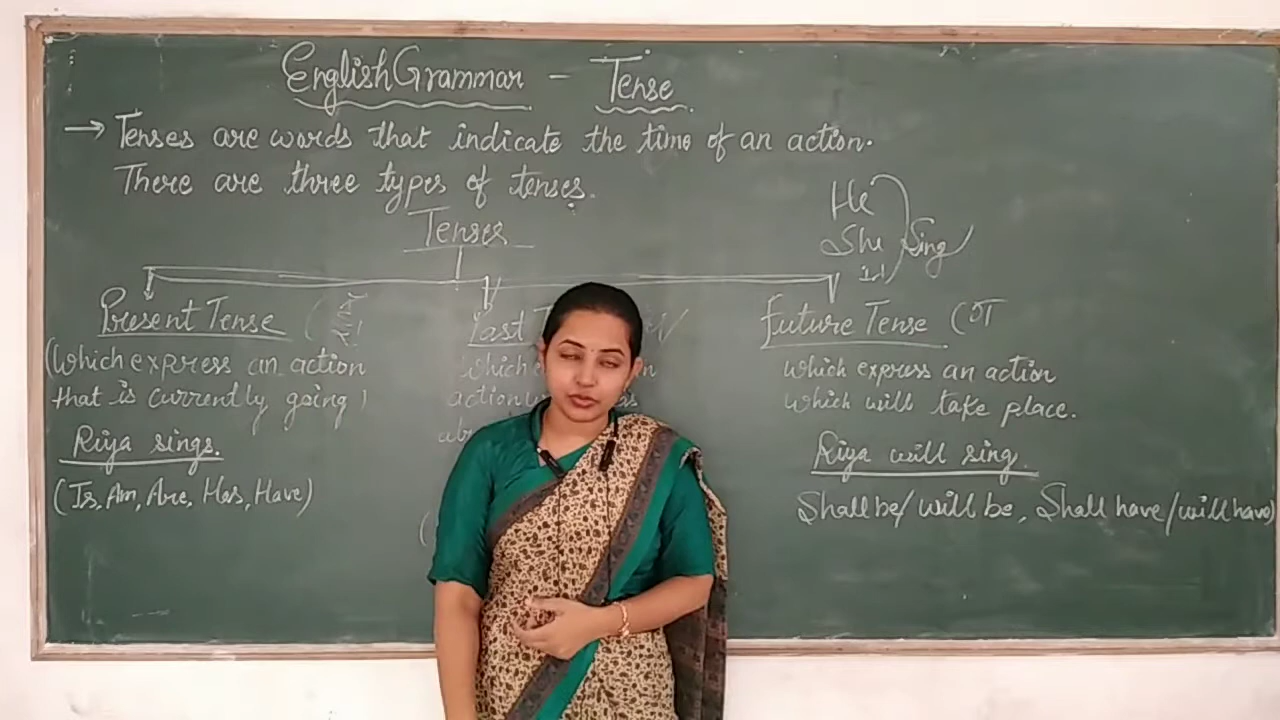 English Grammar - Tense
→ Tenses are words that indicate the time of an action.
There are three types of tenses.
Tenses
He
She
Sing
Present Tense
(Which express an action
that is currently going)
Riya sings.
(Is, Am, Are, Has, Have)
Past
which
action
Future Tense
which express an action
which will take place.
Riya will sing.
Shall be/will be, Shall have/will have)